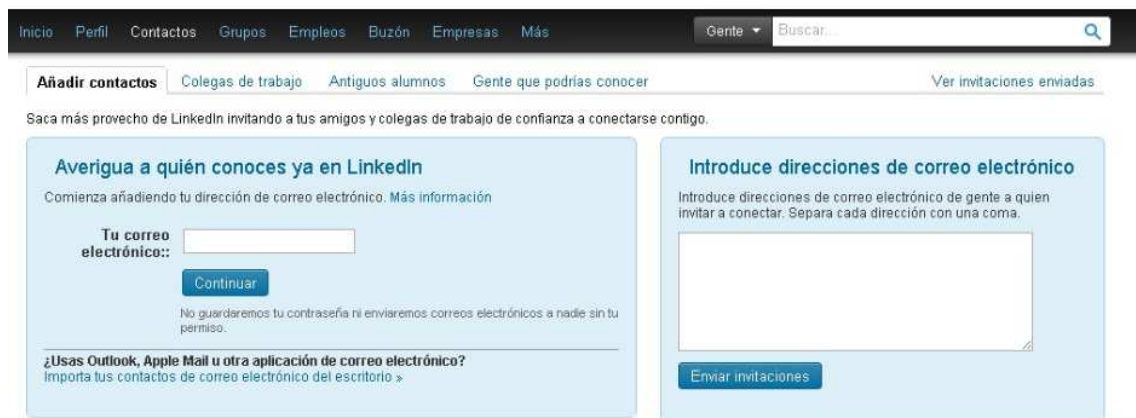 Inicio Perfil Contactos Grupos Empleos Buzón Empresas Más Gente Buscar...
Añadir contactos Colegas de trabajo Antiguos alumnos Gente que podrías conocer Ver invitaciones enviadas
Saca más provecho de LinkedIn invitando a tus amigos y colegas de trabajo de confianza a conectarse contigo.
Averigua a quién conoces ya en LinkedIn
Comienza añadiendo tu dirección de correo electrónico. Más información
Tu correo
electrónico::
Continuar
No guardaremos tu contraseña ni enviaremos correos electrónicos a nadie sin tu
permiso.
¿Usas Outlook, Apple Mail u otra aplicación de correo electrónico?
Importa tus contactos de correo electrónico del escritorio »
Introduce direcciones de correo electrónico
Introduce direcciones de correo electrónico de gente a quien
invitar a conectar. Separa cada dirección con una coma.
Enviar invitaciones